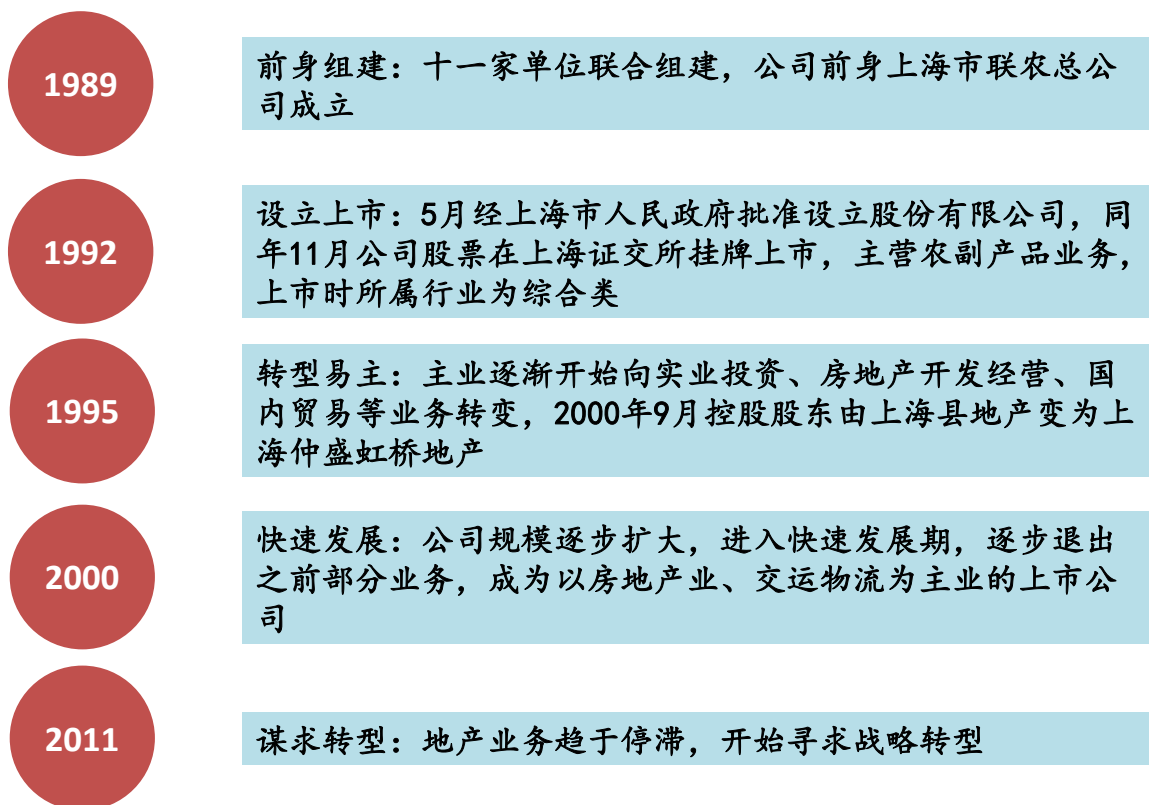 1989
前身组建：十一家单位联合组建，公司前身上海市联农总公
司成立
1992
设立上市：5月经上海市人民政府批准设立股份有限公司，同
年11月公司股票在上海证交所挂牌上市，主营农副产品业务，
上市时所属行业为综合类
1995
转型易主：主业逐渐开始向实业投资、房地产开发经营、国
内贸易等业务转变，2000年9月控股股东由上海县地产变为上
海仲盛虹桥地产
2000
快速发展：公司规模逐步扩大，进入快速发展期，逐步退出
之前部分业务，成为以房地产业、交运物流为主业的上市公
司
2011
谋求转型：地产业务趋于停滞，开始寻求战略转型